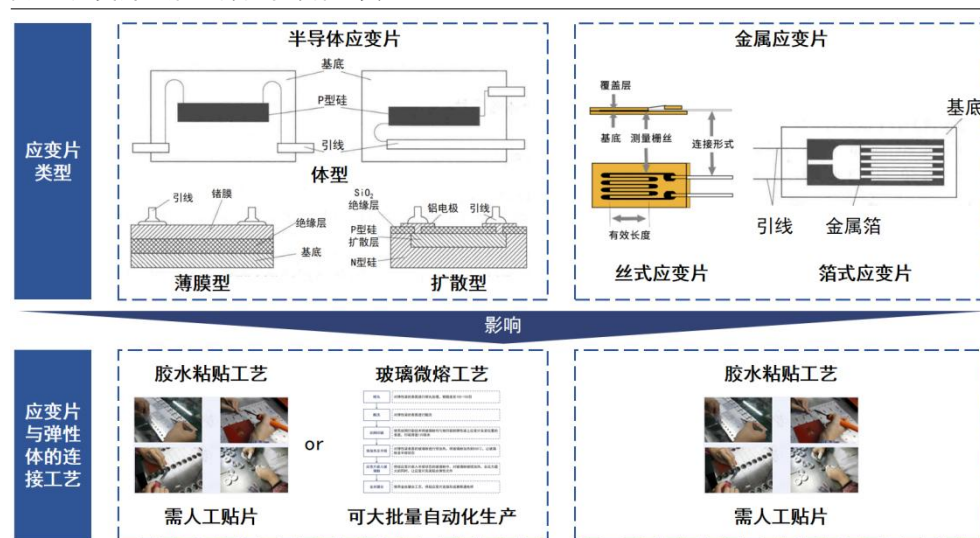 半导体应变片
金属应变片
应变片
类型
基底
P型硅
引线
体型
引线
锗膜
绝缘层
基底
薄膜型
SiO₂
绝缘层
铝电极
引线
P型硅
扩散层
N型硅
扩散型
覆盖层
基底
测量栅丝
连接形式
有效长度
丝式应变片
基底
引线
金属箔
箔式应变片
影响
应变片
与弹性
体的连
接工艺
胶水粘贴工艺
需人工贴片
or
玻璃微熔工艺
可大批量自动化生产
胶水粘贴工艺
需人工贴片